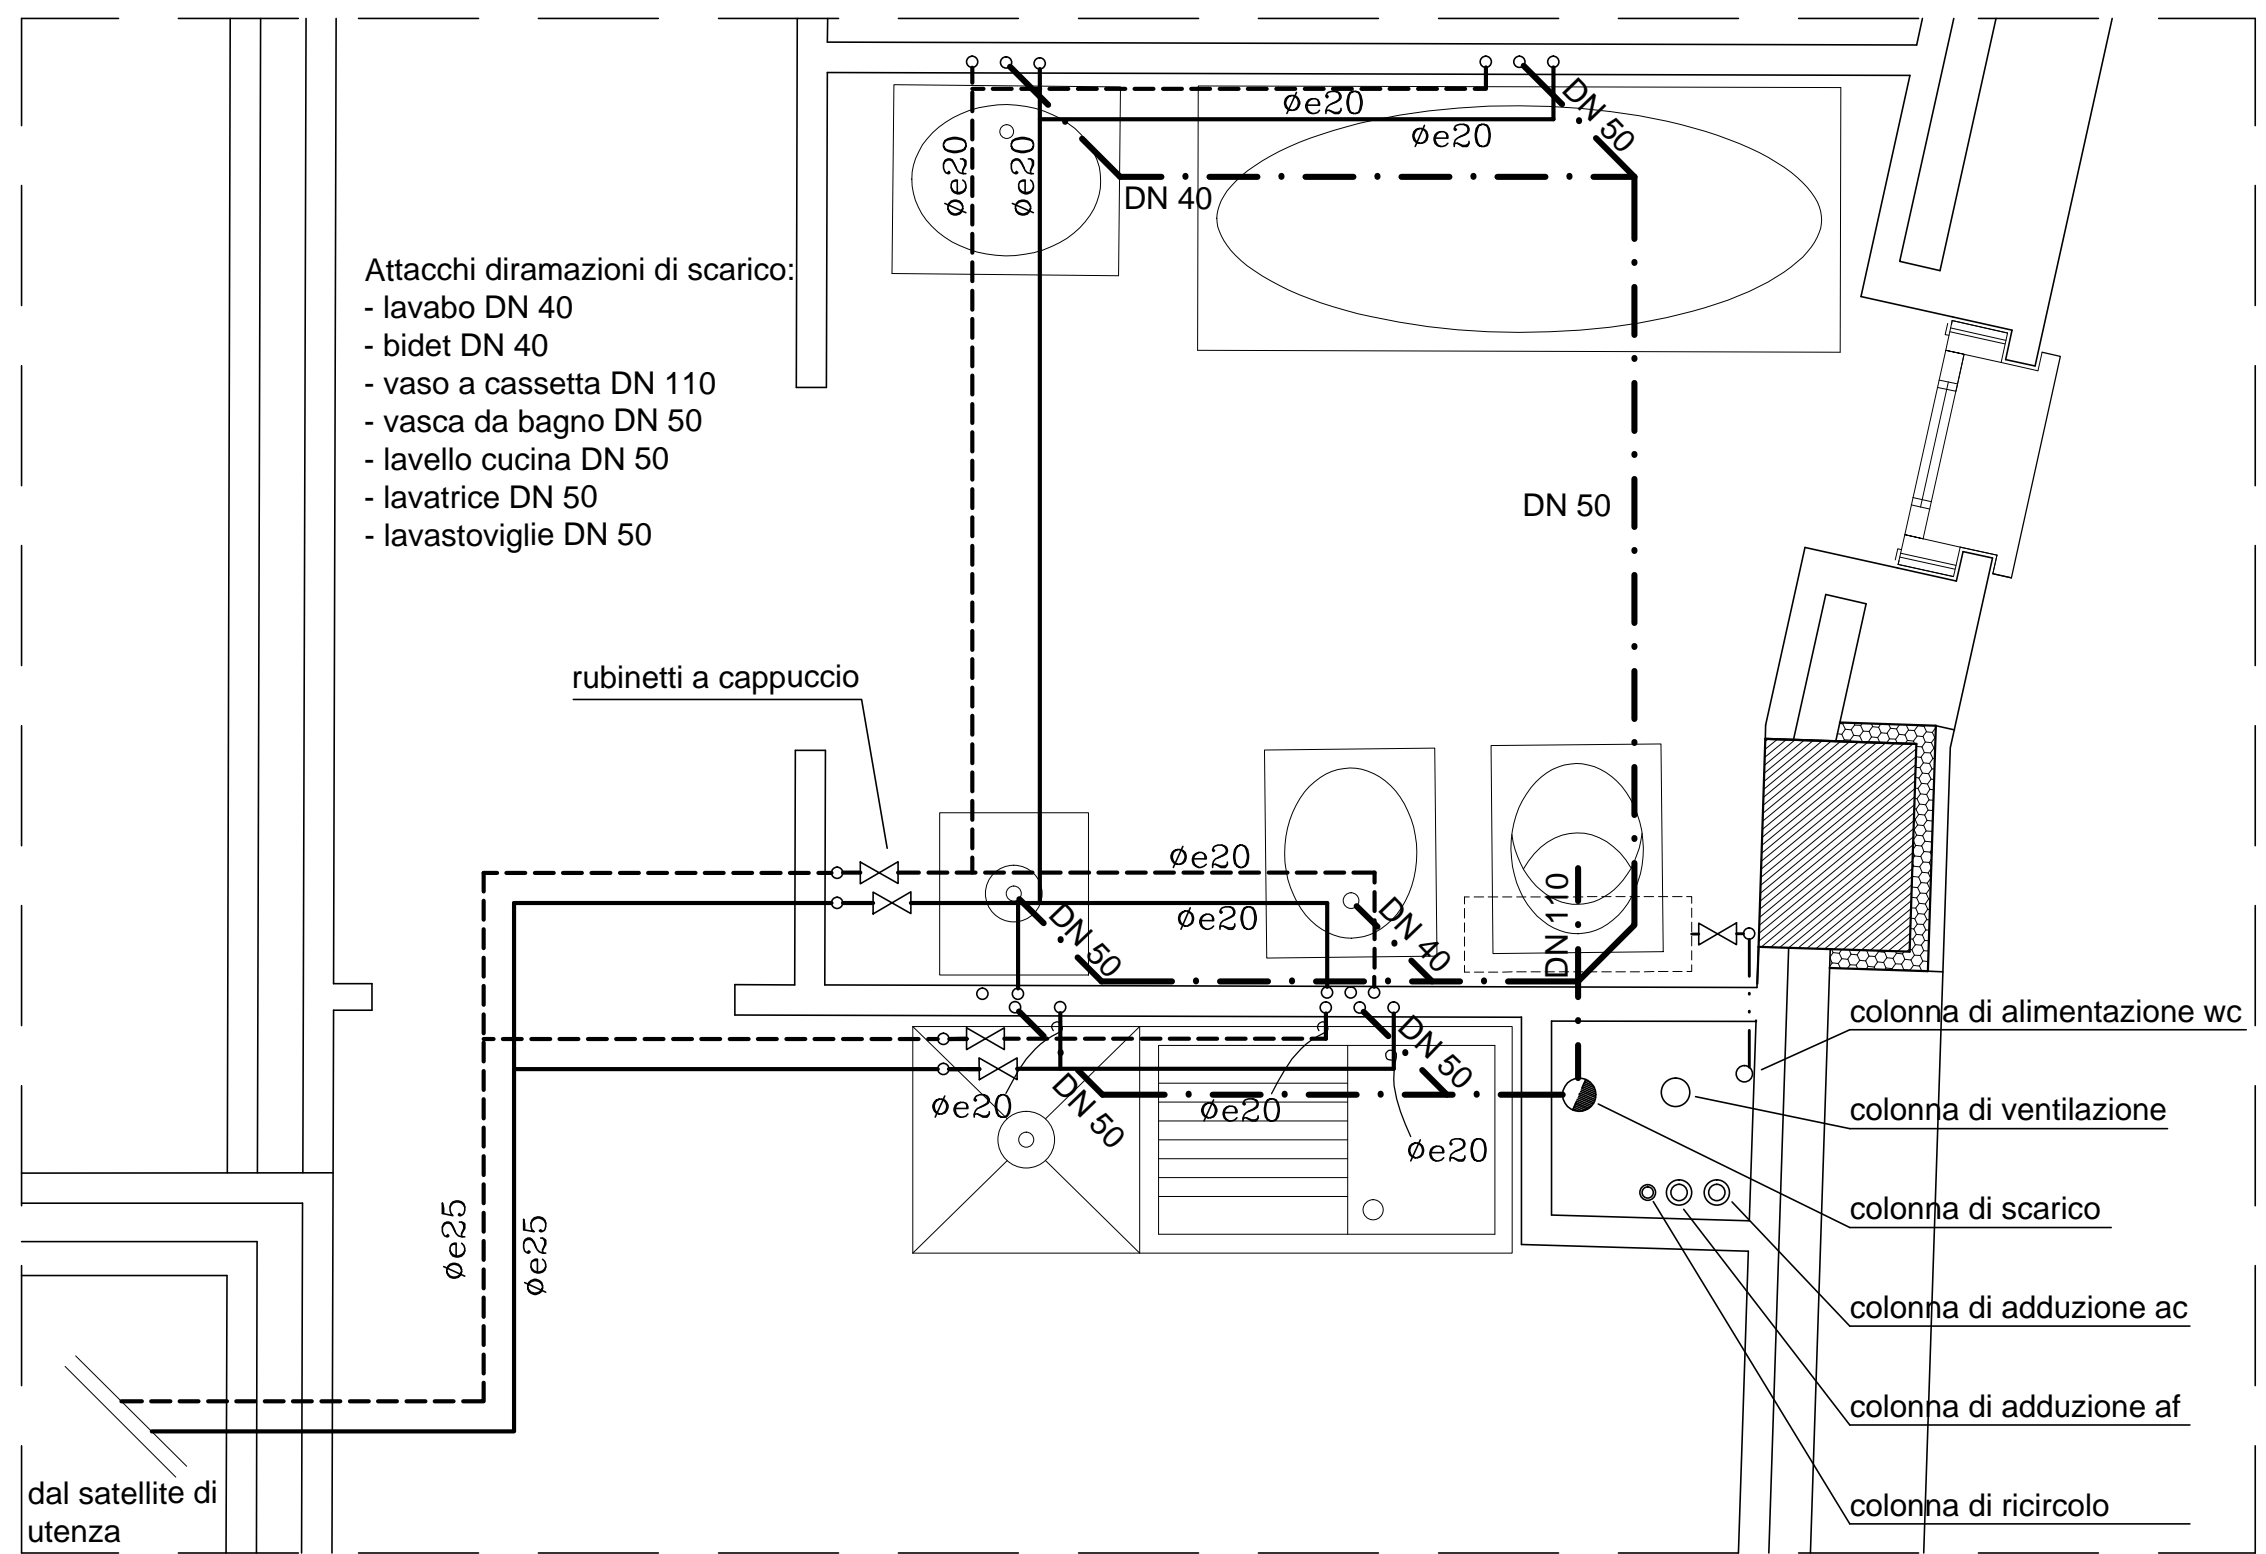 øe20
DN 50
øe20
øe20
øe20
DN 40
Attacchi diramazioni di scarico:
- lavabo DN 40
- bidet DN 40
- vaso a cassetta DN 110
- vasca da bagno DN 50
- lavello cucina DN 50
- lavatrice DN 50
- lavastoviglie DN 50
DN 50
rubinetti a cappuccio
øe20
øe20
DN 50
DN 40
DN 110
colonna di alimentazione wc
DN 50
øe20
DN 50
øe20
øe20
colonna di ventilazione
colonna di scarico
øe25
øe25
colonna di adduzione ac
colonna di adduzione af
colonna di ricircolo
dal satellite di
utenza